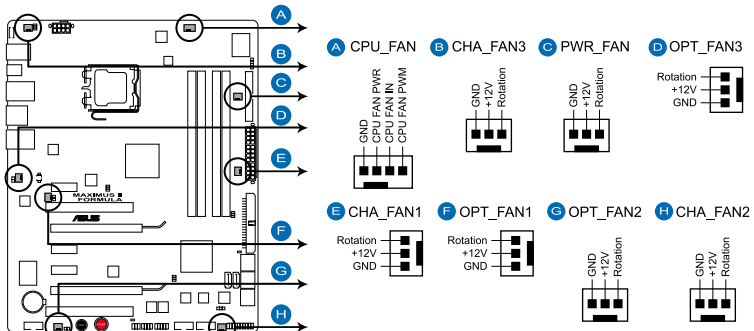 A
B
C
D
E
F
G
H
MAXIMUS II
FORMULA
ASUS
A CPU_FAN
GND
CPU FAN PWR
CPU FAN IN
CPU FAN PWM
B CHA_FAN3
GND
+12V
Rotation
C PWR_FAN
GND
+12V
Rotation
D OPT_FAN3
Rotation
+12V
GND
E CHA_FAN1
Rotation
+12V
GND
F OPT_FAN1
Rotation
+12V
GND
G OPT_FAN2
GND
+12V
Rotation
H CHA_FAN2
GND
+12V
Rotation